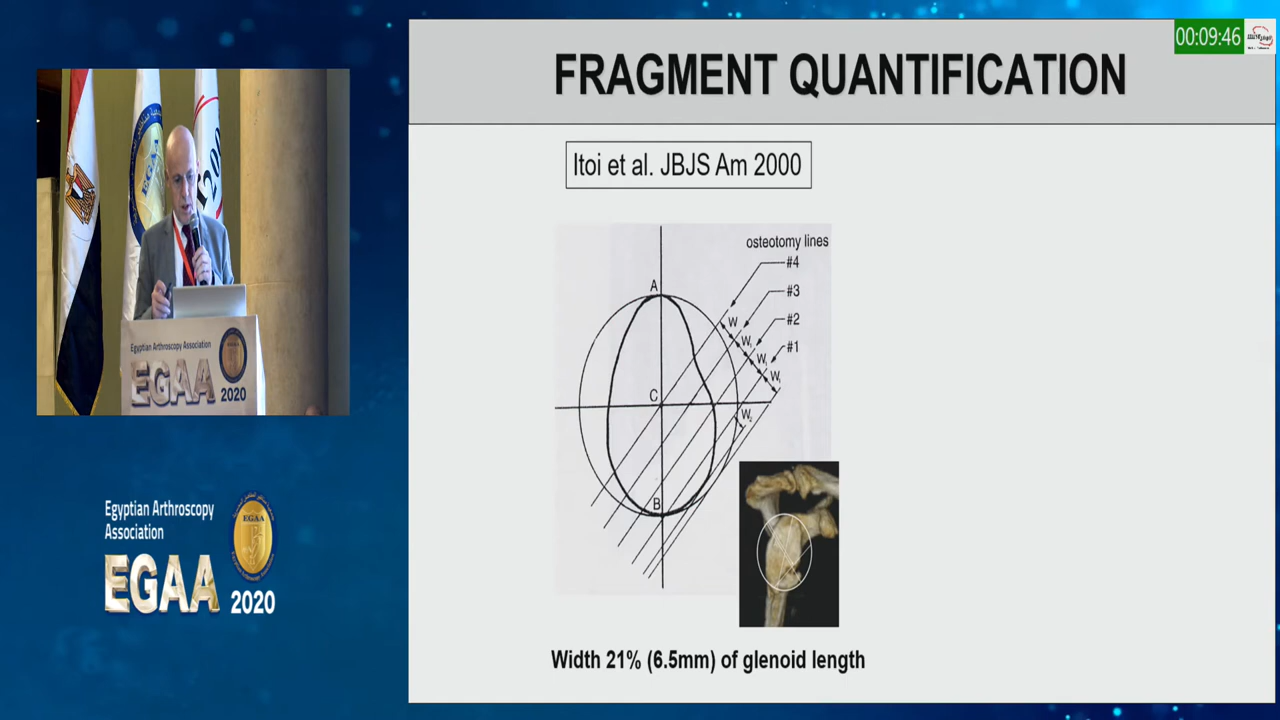 00:09:46
FRAGMENT QUANTIFICATION
Itoi et al. JBJS Am 2000
osteotomy lines
#4
#3
#2
#1
A
W
W
W
W
C
W
B
Width 21% (6.5mm) of glenoid length
Egyptian Arthroscopy Association
EGAA
2020
Egyptian Arthroscopy
Association
EGAA
EGAA
2020